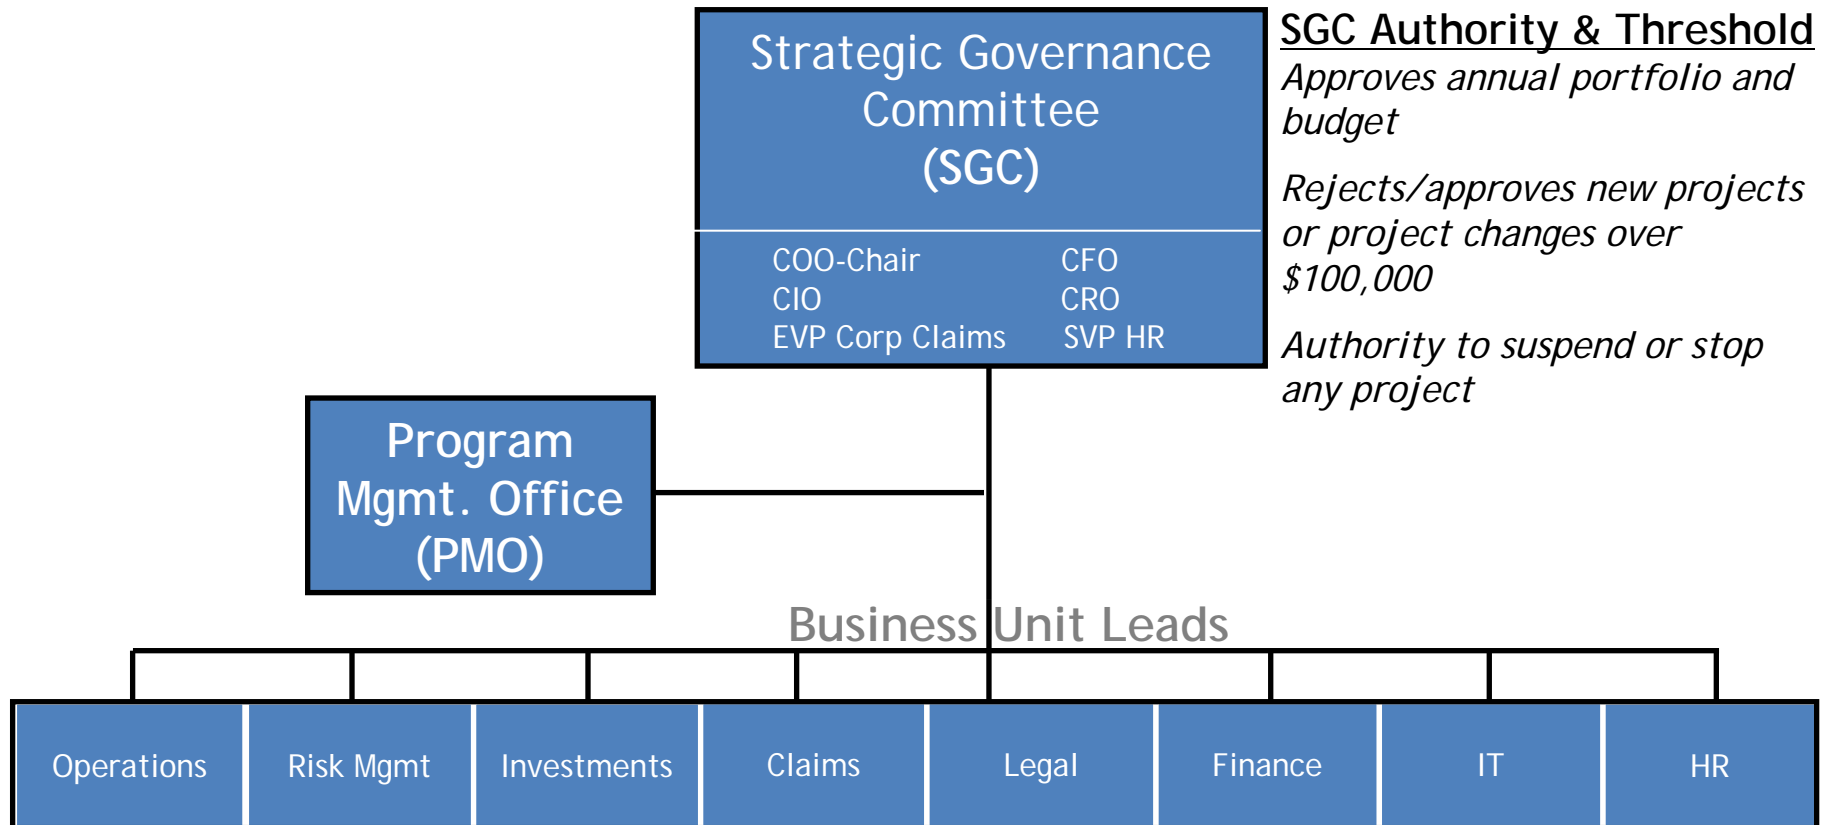 Strategic Governance
Committee
(SGC)
COO-Chair CFO
CIO CRO
EVP Corp Claims SVP HR
SGC Authority & Threshold
Approves annual portfolio and
budget
Rejects/approves new projects
or project changes over
$100,000
Authority to suspend or stop
any project
Program
Mgmt. Office
(PMO)
Business Unit Leads
Operations Risk Mgmt Investments Claims Legal Finance IT HR